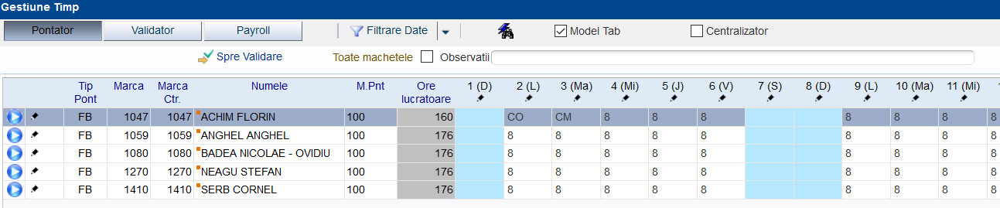 Gestiune Timp
Pontator Validator Payroll Filtrare Date Model Tab Centralizator
Spre Validare Toate machetele Observatii
Tip Pont Marca Marca Ctr. Numele M.Pnt Ore lucratoare 1 (D) 2 (L) 3 (Ma) 4 (Mi) 5 (J) 6 (V) 7 (S) 8 (D) 9 (L) 10 (Ma) 11 (Mi) 1
FB 1047 1047 ACHIM FLORIN 100 160 CO CM 8 8 8 8 8 8 8
FB 1059 1059 ANGHEL ANGHEL 100 176 8 8 8 8 8 8 8 8 8
FB 1080 1080 BADEA NICOLAE - OVIDIU 100 176 8 8 8 8 8 8 8 8 8
FB 1270 1270 NEAGU STEFAN 100 176 8 8 8 8 8 8 8 8 8
FB 1410 1410 SERB CORNEL 100 176 8 8 8 8 8 8 8 8 8